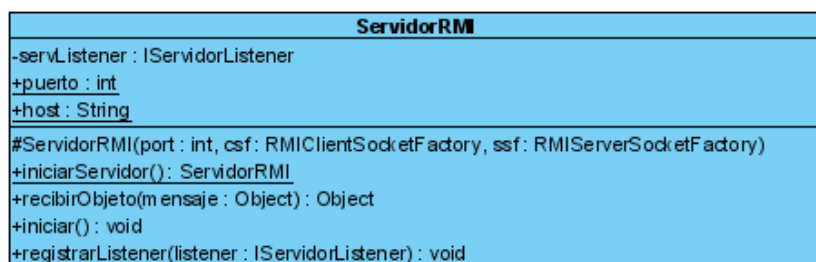 ServidorRMI
-servListener : IServidorListener
+puerto : int
+host : String
#ServidorRMI(port : int, csf: RMIClientSocketFactory, ssf: RMIServerSocketFactory)
+iniciarServidor() : ServidorRMI
+recibirObjeto(mensaje : Object) : Object
+iniciar() : void
+registrarListener(listener : IServidorListener) : void